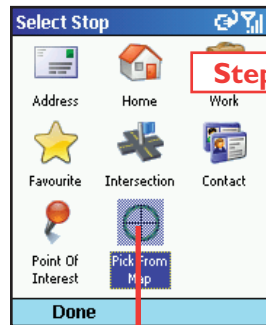 Select Stop
Step
Address Home Work
Favourite Intersection Contact
Point Of Interest
Pick From Map
Done